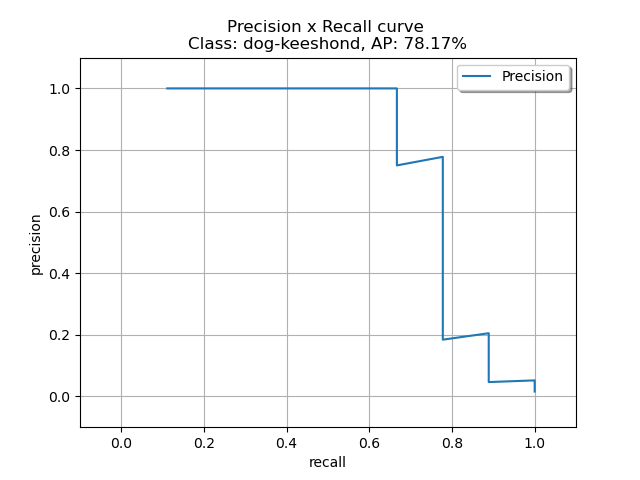 Precision x Recall curve
Class: dog-keeshond, AP: 78.17%
Precision
1.0
0.8
0.6
0.4
0.2
0.0
precision
0.0 0.2 0.4 0.6 0.8 1.0
recall